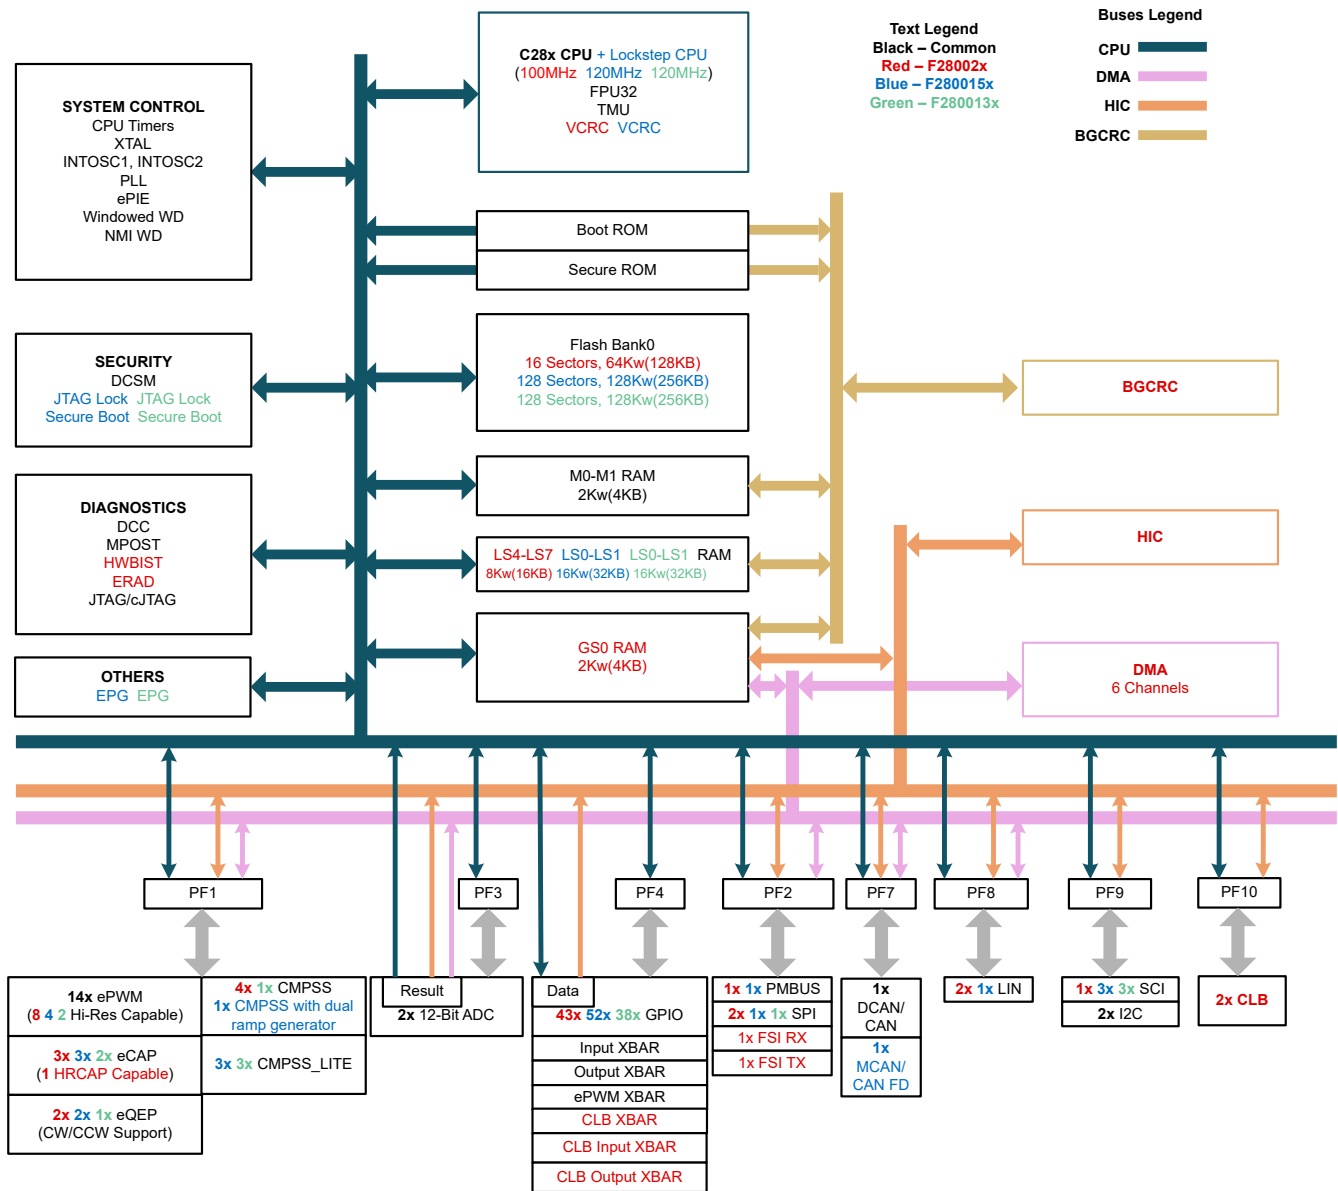 Text Legend
Black – Common
Red – F28002x
Blue – F280015x
Green – F280013x
Buses Legend
CPU
DMA
HIC
BGCRC
C28x CPU + Lockstep CPU
(100MHz 120MHz 120MHz)
FPU32
TMU
VCRC VCRC
SYSTEM CONTROL
CPU Timers
XTAL
INTOSC1, INTOSC2
PLL
ePIE
Windowed WD
NMI WD
Boot ROM
Secure ROM
SECURITY
DCSM
JTAG Lock JTAG Lock
Secure Boot Secure Boot
Flash Bank0
16 Sectors, 64Kw(128KB)
128 Sectors, 128Kw(256KB)
128 Sectors, 128Kw(256KB)
BGCRC
DIAGNOSTICS
DCC
MPOST
HWBIST
ERAD
JTAG/cJTAG
M0-M1 RAM
2Kw(4KB)
LS4-LS7 LS0-LS1 LS0-LS1 RAM
8Kw(16KB) 16Kw(32KB) 16Kw(32KB)
HIC
GS0 RAM
2Kw(4KB)
DMA
6 Channels
OTHERS
EPG EPG
PF1
PF3
PF4
PF2
PF7
PF8
PF9
PF10
14x ePWM
(8 4 2 Hi-Res Capable)
3x 3x 2x eCAP
(1 HRCAP Capable)
2x 2x 1x eQEP
(CW/CCW Support)
4x 1x CMPSS
1x CMPSS with dual
ramp generator
3x 3x CMPSS_LITE
Result
2x 12-Bit ADC
Data
43x 52x 38x GPIO
Input XBAR
Output XBAR
ePWM XBAR
CLB XBAR
CLB Input XBAR
CLB Output XBAR
1x 1x PMBUS
2x 1x 1x SPI
1x FSI RX
1x FSI TX
1x
DCAN/
CAN
1x
MCAN/
CAN FD
2x 1x LIN
1x 3x 3x SCI
2x I2C
2x CLB